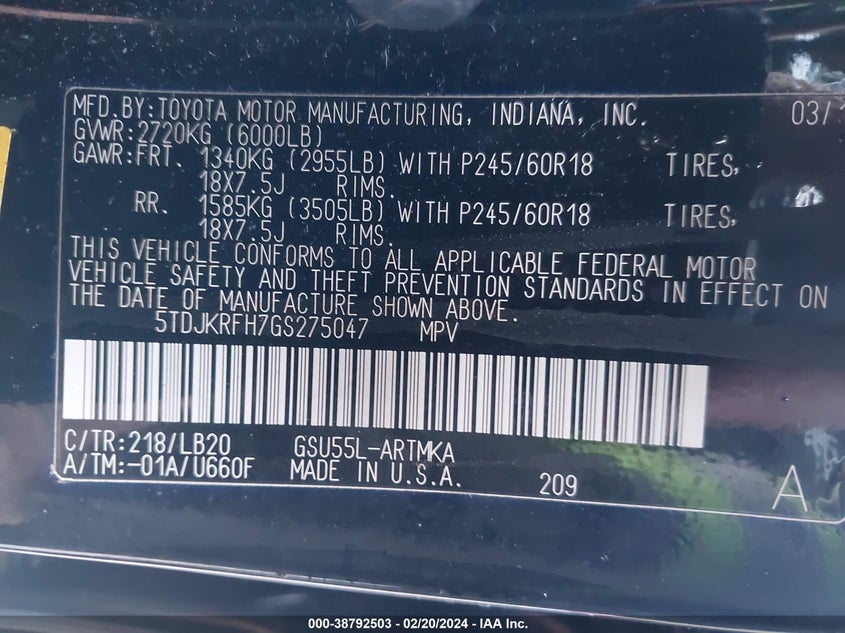 MFD.BY:TOYOTA MOTOR MANUFACTURING, INDIANA, INC. 03/
GVWR:2720KG (6000LB)
GAWR:FRT. 1340KG (2955LB) WITH P245/60R18 TIRES,
18X7.5J RIMS.
RR. 1585KG (3505LB) WITH P245/60R18 TIRES,
18X7.5J RIMS.
THIS VEHICLE CONFORMS TO ALL APPLICABLE FEDERAL MOTOR
VEHICLE SAFETY AND THEFT PREVENTION STANDARDS IN EFFECT ON
THE DATE OF MANUFACTURE SHOWN ABOVE.
5TDJKRFH7GS275047 MPV
C/TR:218/LB20 GSU55L-ARTMKA
A/TM:-01A/U660F MADE IN U.S.A. 209 A
000-38792503 - 02/20/2024 - IAA Inc.